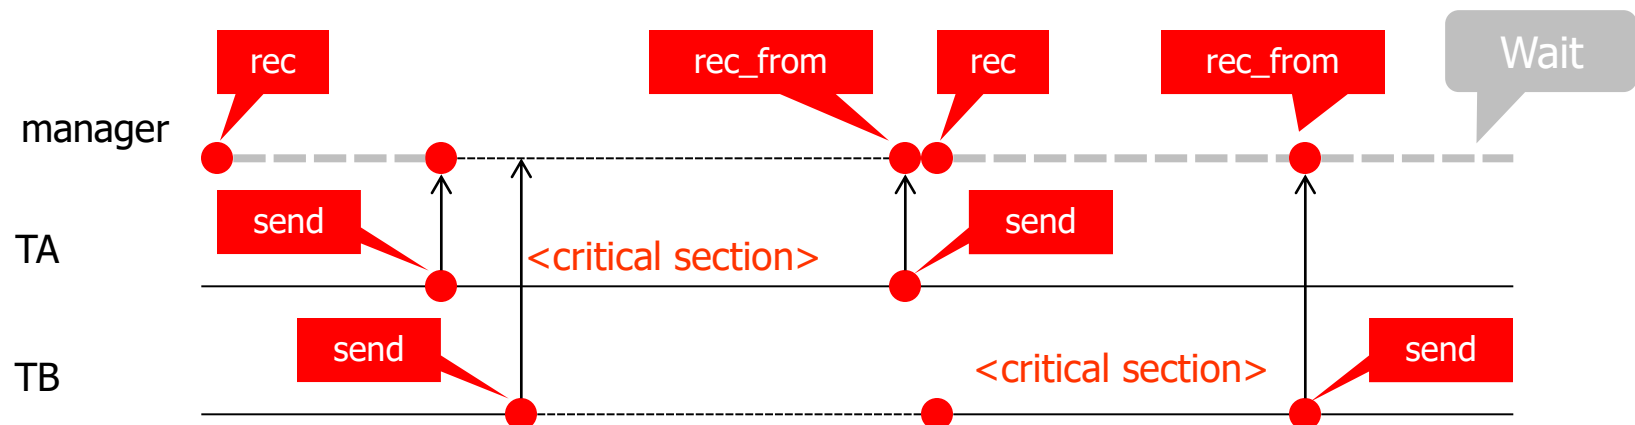 rec
rec_from
rec
rec_from
Wait
manager
send
send
TA
<critical section>
send
send
TB
<critical section>